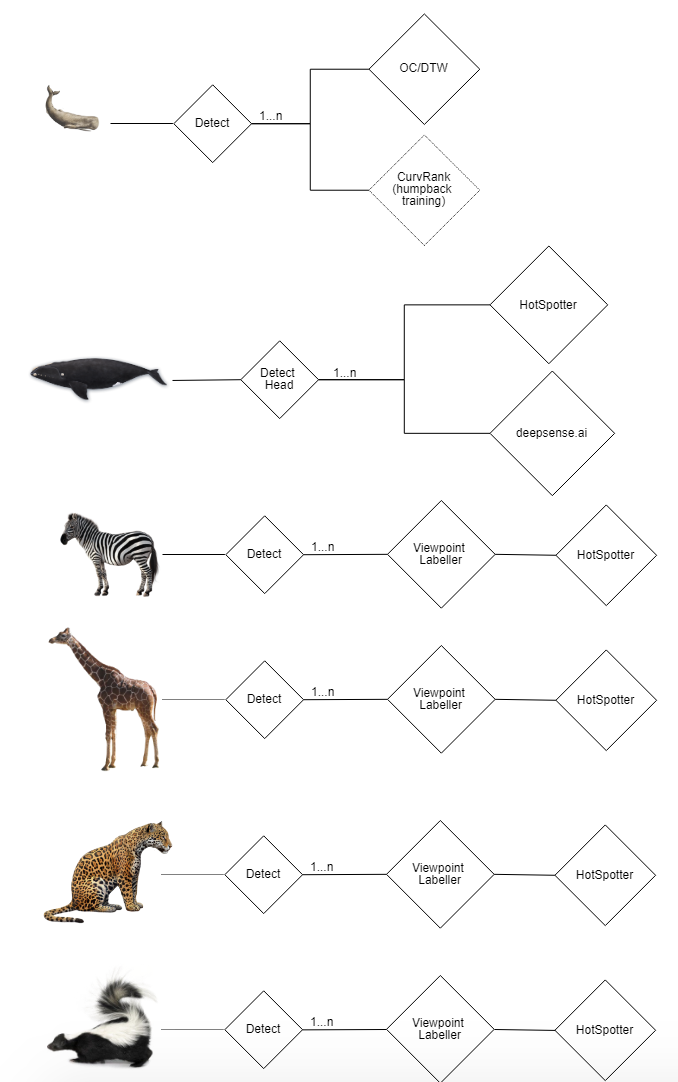 OC/DTW
Detect
1...n
CurvRank
(humpback
training)
HotSpotter
Detect
Head
1...n
deepsense.ai
Detect
1...n
Viewpoint
Labeller
HotSpotter
Detect
1...n
Viewpoint
Labeller
HotSpotter
Detect
1...n
Viewpoint
Labeller
HotSpotter
Detect
1...n
Viewpoint
Labeller
HotSpotter